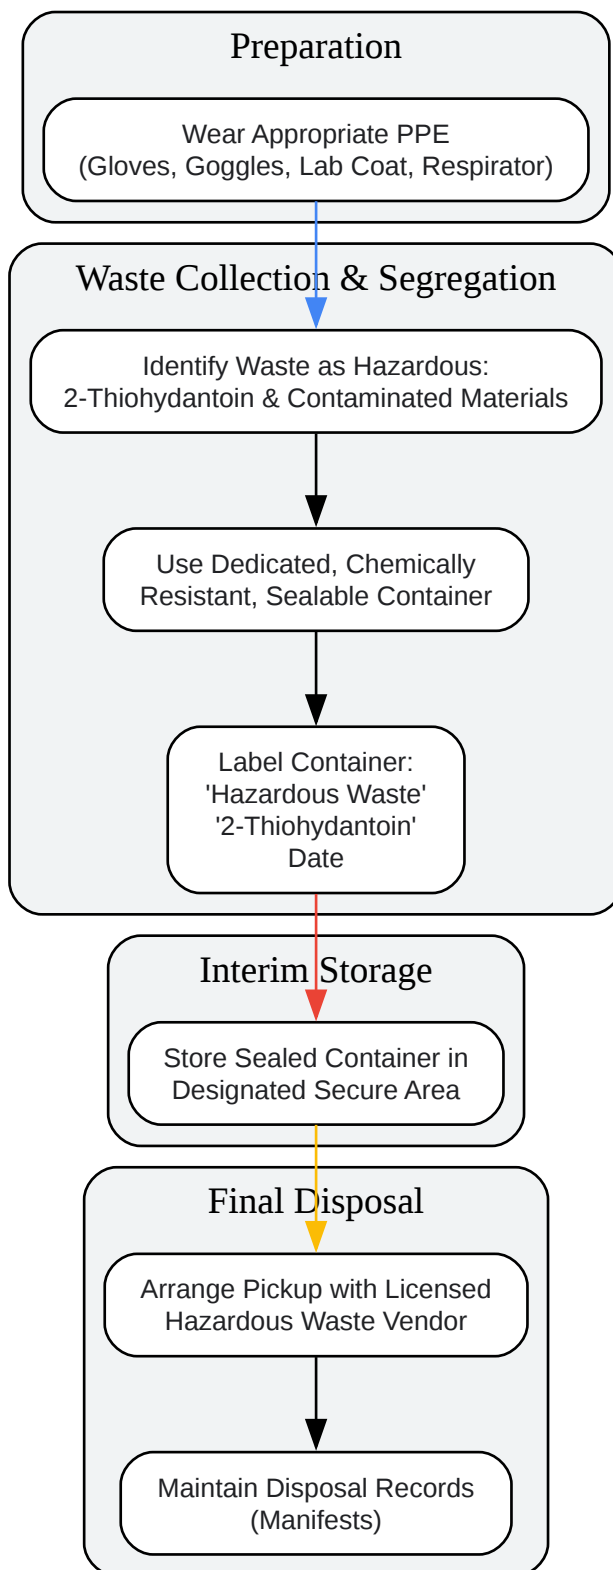 Preparation
Wear Appropriate PPE
(Gloves, Goggles, Lab Coat, Respirator)
Waste Collection & Segregation
Identify Waste as Hazardous:
2-Thiohydantoin & Contaminated Materials
Use Dedicated, Chemically
Resistant, Sealable Container
Label Container:
'Hazardous Waste'
'2-Thiohydantoin'
Date
Interim Storage
Store Sealed Container in
Designated Secure Area
Final Disposal
Arrange Pickup with Licensed
Hazardous Waste Vendor
Maintain Disposal Records
(Manifests)